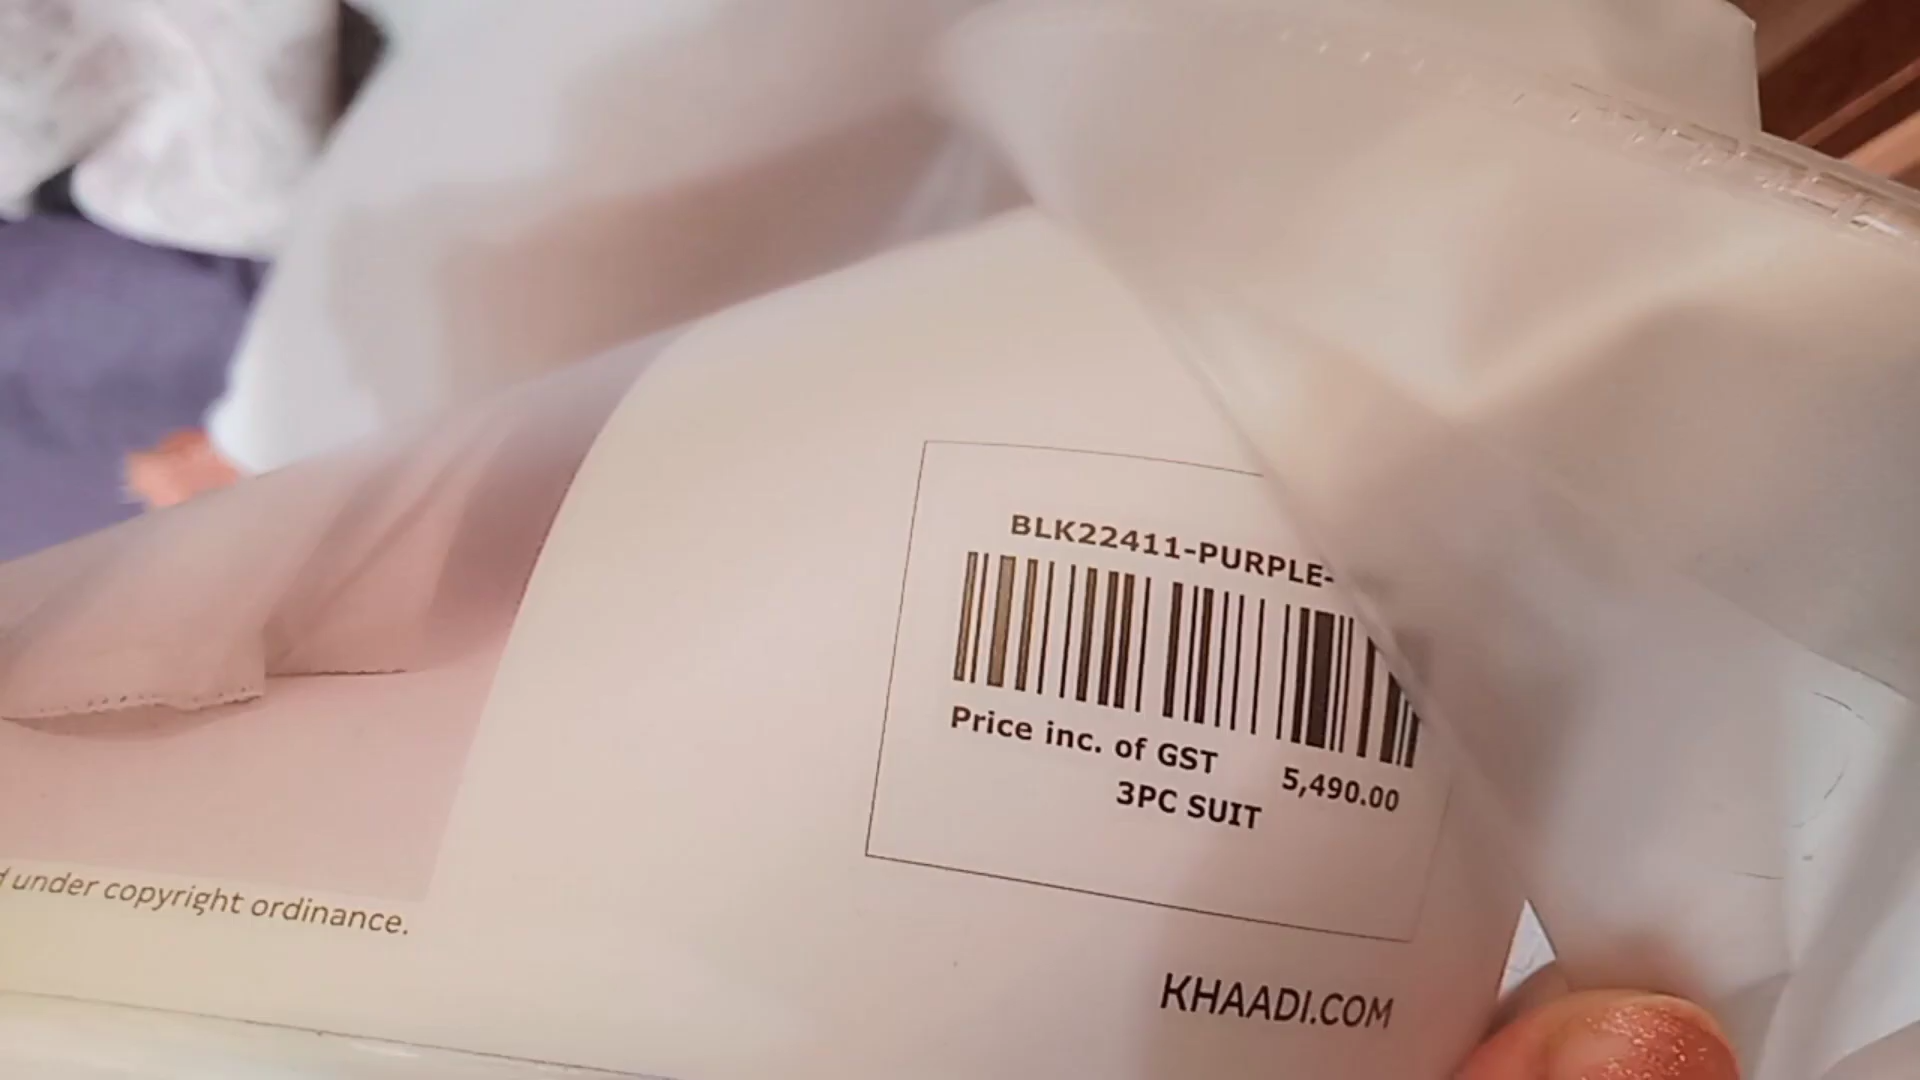 BLK22411-PURPLE-
Price inc. of GST 5,490.00
3PC SUIT
under copyright ordinance.
KHAADI.COM